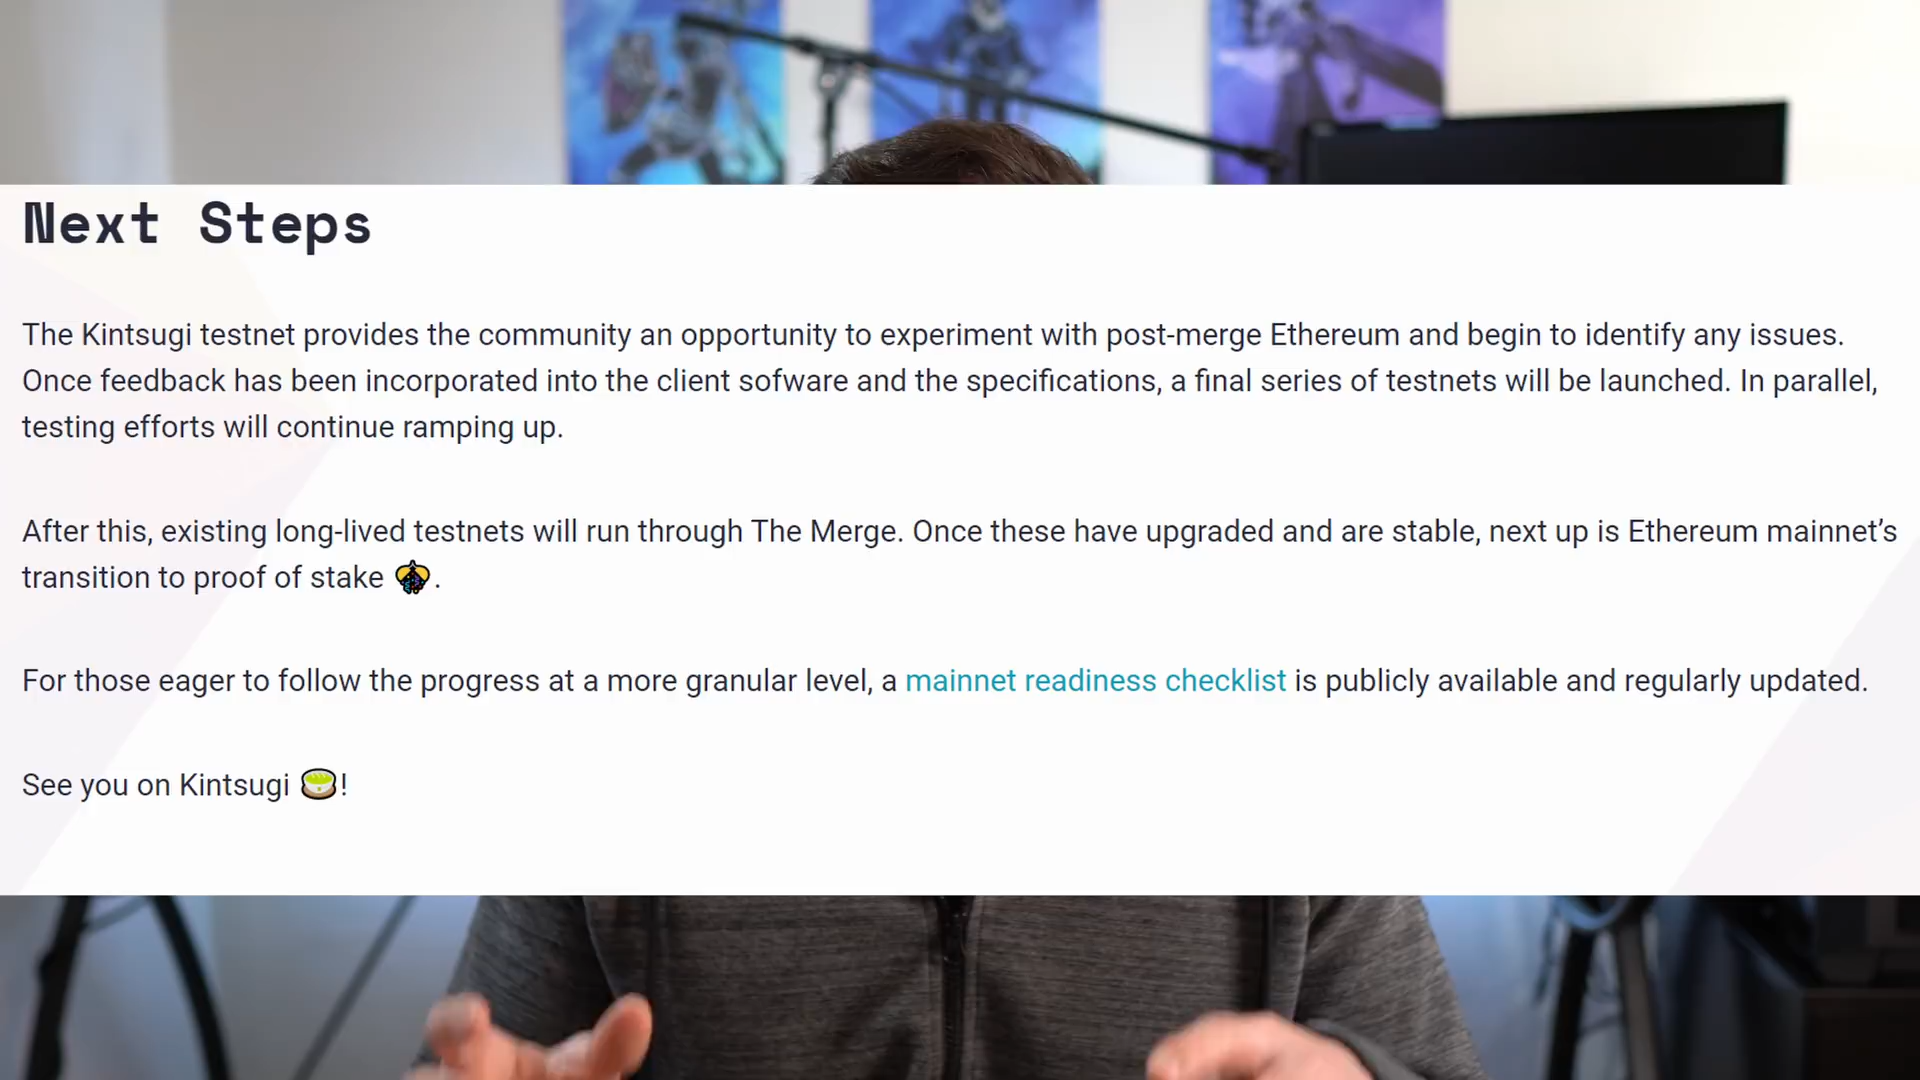 Next Steps
The Kintsugi testnet provides the community an opportunity to experiment with post-merge Ethereum and begin to identify any issues.
Once feedback has been incorporated into the client sofware and the specifications, a final series of testnets will be launched. In parallel,
testing efforts will continue ramping up.
After this, existing long-lived testnets will run through The Merge. Once these have upgraded and are stable, next up is Ethereum mainnet’s
transition to proof of stake .
For those eager to follow the progress at a more granular level, a mainnet readiness checklist is publicly available and regularly updated.
See you on Kintsugi 🍵!